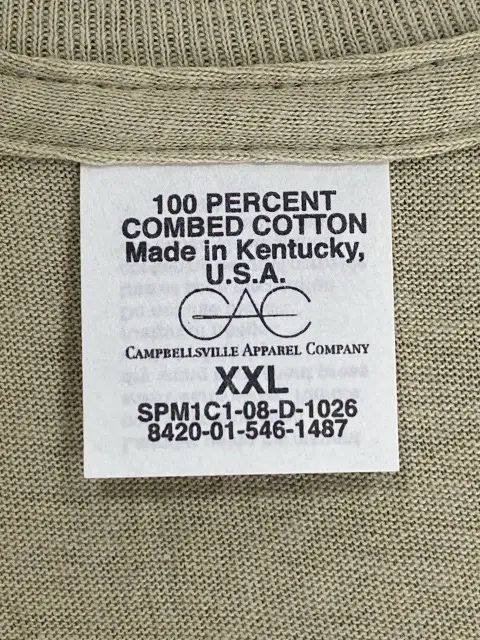 100 PERCENT
COMBED COTTON
Made in Kentucky,
U.S.A.
CAC
CAMPBELLSVILLE APPAREL COMPANY
XXL
SPM1C1-08-D-1026
8420-01-546-1487